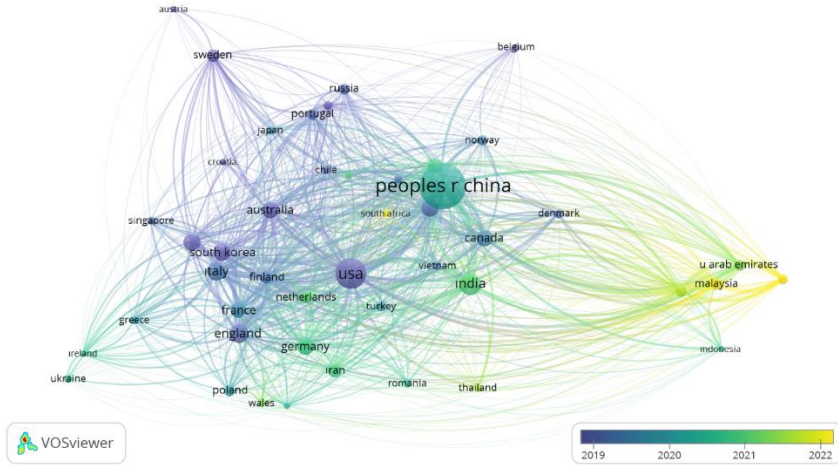 austria
sweden
belgium
russia
portugal
japan
norway
croatia
chile
peoples r china
australia
south africa
singapore
denmark
canada
south korea
vietnam
u arab emirates
italy
finland
usa
india
malaysia
netherlands
turkey
france
greece
england
germany
ireland
indonesia
iran
ukraine
poland
romania
thailand
wales
VOSviewer
2019
2020
2021
2022